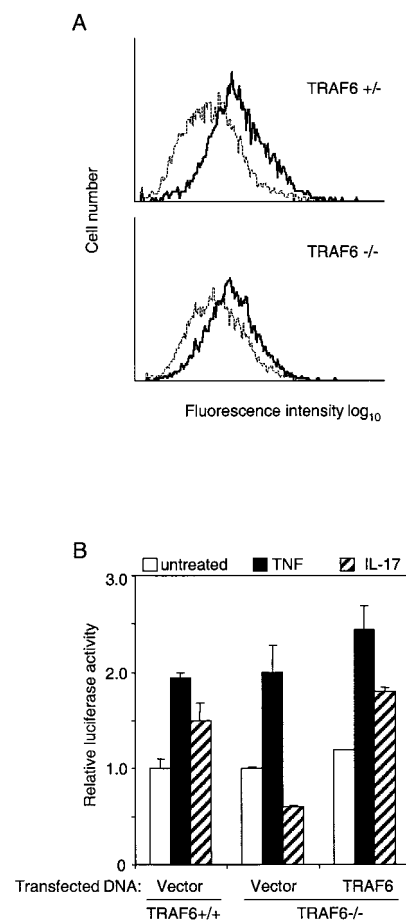 A
TRAF6 +/-
TRAF6 -/-
Cell number
Fluorescence intensity log10
B
untreated TNF IL-17
Relative luciferase activity
3.0
2.0
1.0
0
Transfected DNA: Vector Vector TRAF6
TRAF6+/+ TRAF6-/-